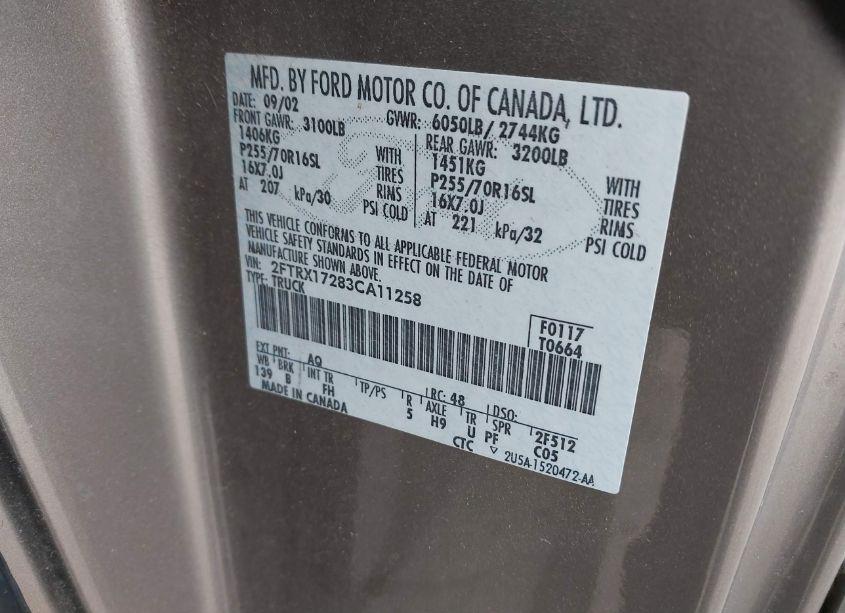 MFD. BY FORD MOTOR CO. OF CANADA, LTD.
DATE: 09/02 GVWR: 6050LB/ 2744KG
FRONT GAWR: 3100LB REAR GAWR: 3200LB
1406KG WITH 1451KG WITH
P255/70R16SL TIRES P255/70R16SL TIRES
16X7.0J RIMS 16X7.0J RIMS
AT 207 kPa/30 PSI COLD AT 221 kPa/32 PSI COLD
THIS VEHICLE CONFORMS TO ALL APPLICABLE FEDERAL MOTOR
VEHICLE SAFETY STANDARDS IN EFFECT ON THE DATE OF
MANUFACTURE SHOWN ABOVE.
VIN: 2FTRX17283CA11258
TYPE: TRUCK
F0117
T0664
EXT PNT: AQ RC: 48 DSO:
WB BRK INT TR TP/PS R AXLE TR SPR 2F512
139 B FH 5 H9 U PF C05
MADE IN CANADA CTC 2U5A-1520472-AA